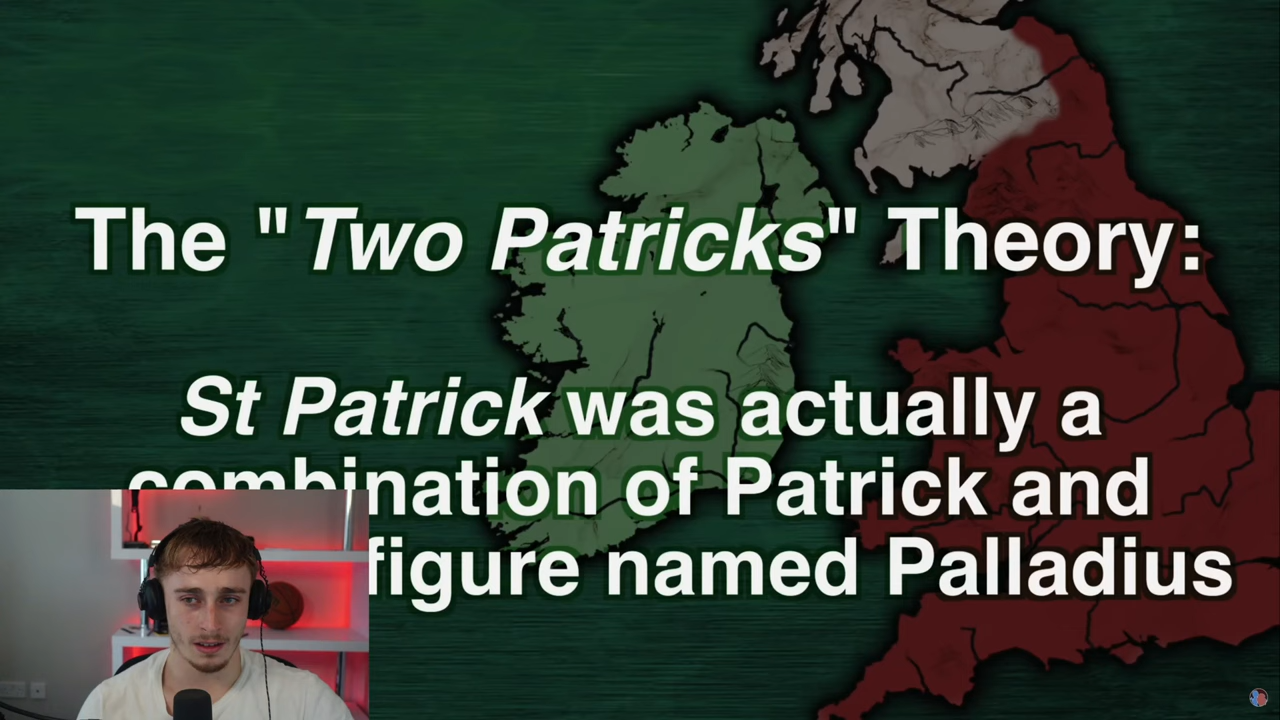 The "Two Patricks" Theory:
St Patrick was actually a
combination of Patrick and
figure named Palladius